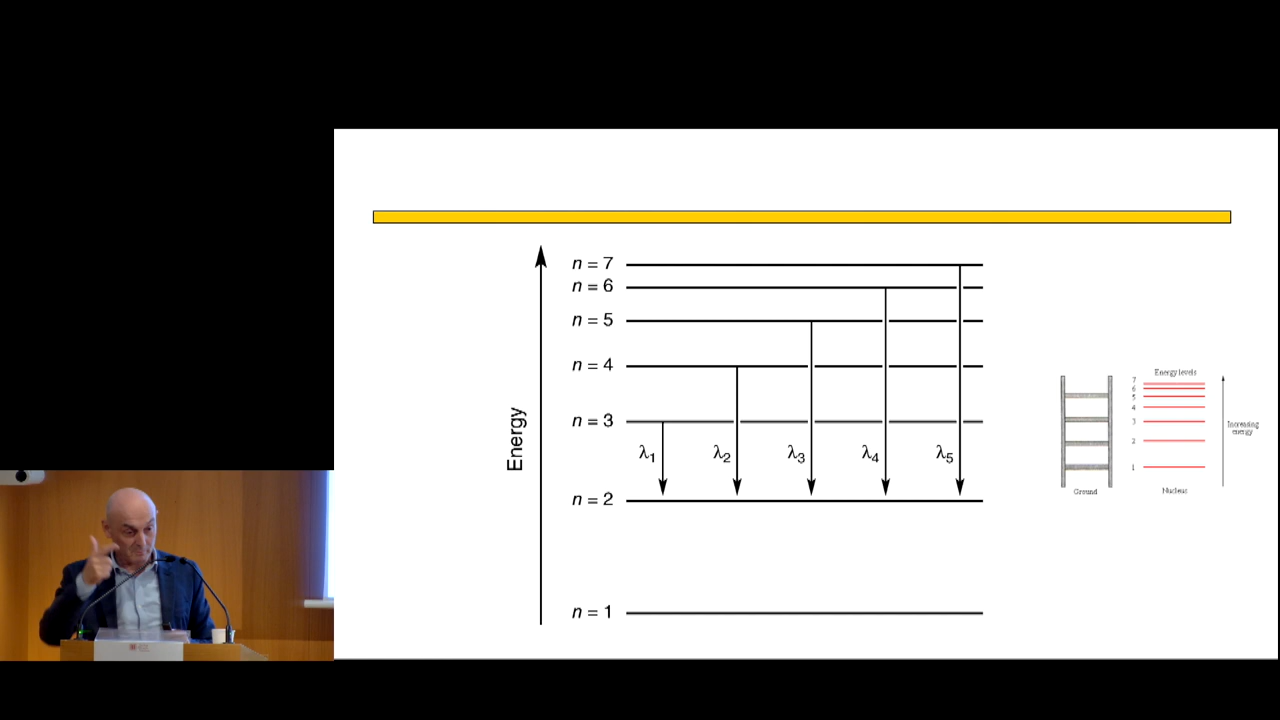 n = 7
n = 6
n = 5
n = 4
n = 3
λ1 λ2 λ3 λ4 λ5
n = 2
n = 1
Energy
Energy levels
7
6
5
4
3
2
1
Increasing
energy
Ground
Nucleus